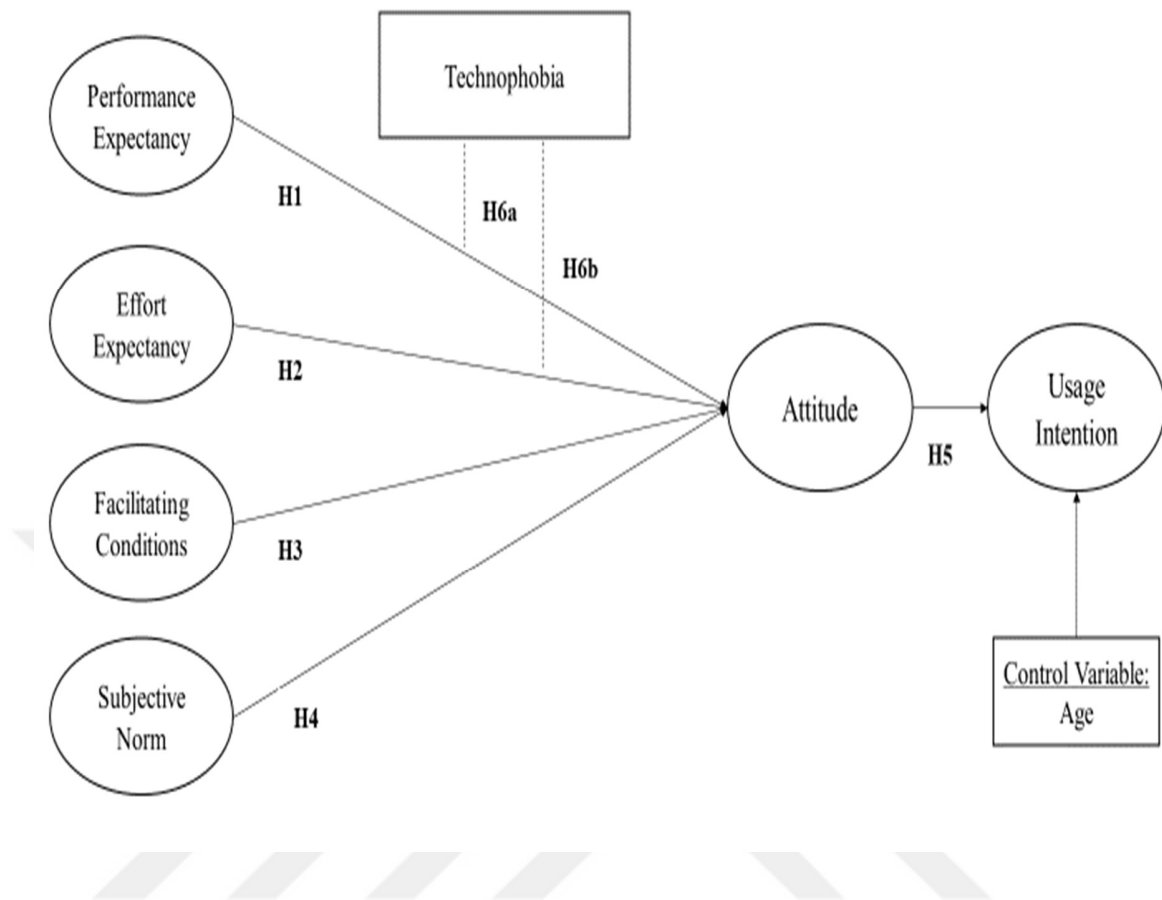 Technophobia
Performance
Expectancy
H1
H6a
H6b
Effort
Expectancy
H2
Attitude
Usage
Intention
H5
Facilitating
Conditions
H3
Subjective
Norm
H4
Control Variable:
Age